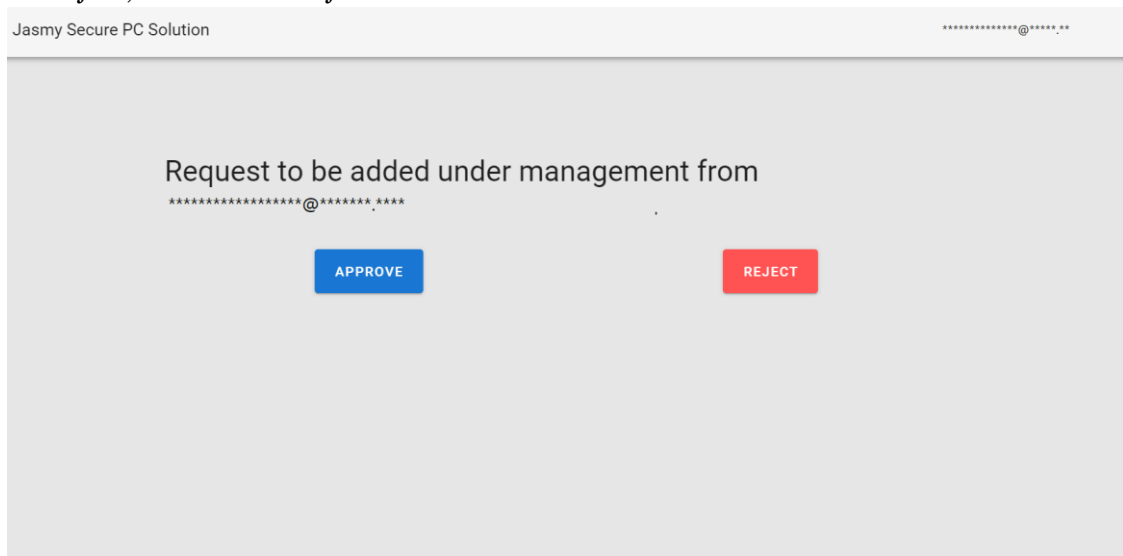 Jasmy Secure PC Solution
**************@*****.**
Request to be added under management from
******************@*******.****
APPROVE
REJECT